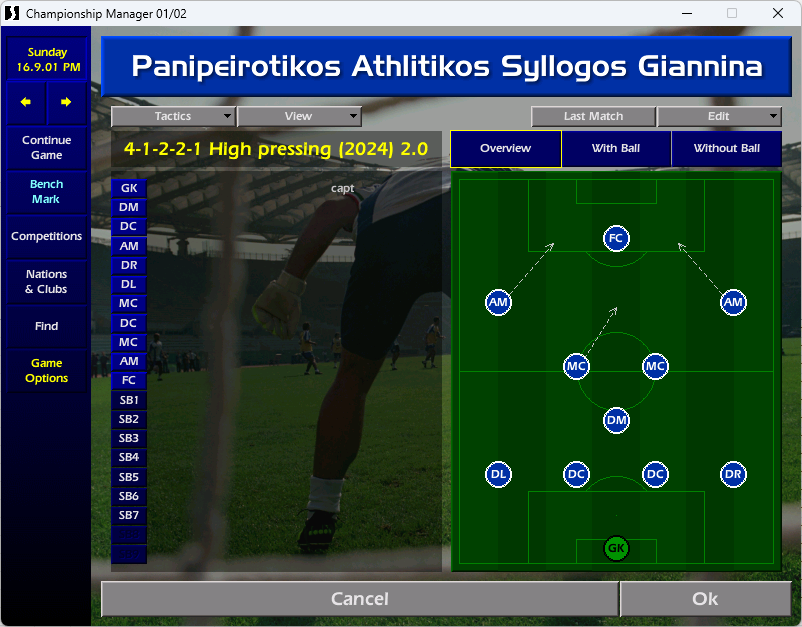 Championship Manager 01/02
Sunday
16.9.01 PM
Continue
Game
Bench
Mark
Competitions
Nations
& Clubs
Find
Game
Options
Panipeirotikos Athlitikos Syllogos Giannina
Tactics
View
Last Match
Edit
4-1-2-2-1 High pressing (2024) 2.0
Overview
With Ball
Without Ball
GK capt
DM
DC
AM
DR
DL
MC
DC
MC
AM
FC
SB1
SB2
SB3
SB4
SB5
SB6
SB7
FC
AM AM
MC MC
DM
DL DC DC DR
GK
Cancel
Ok